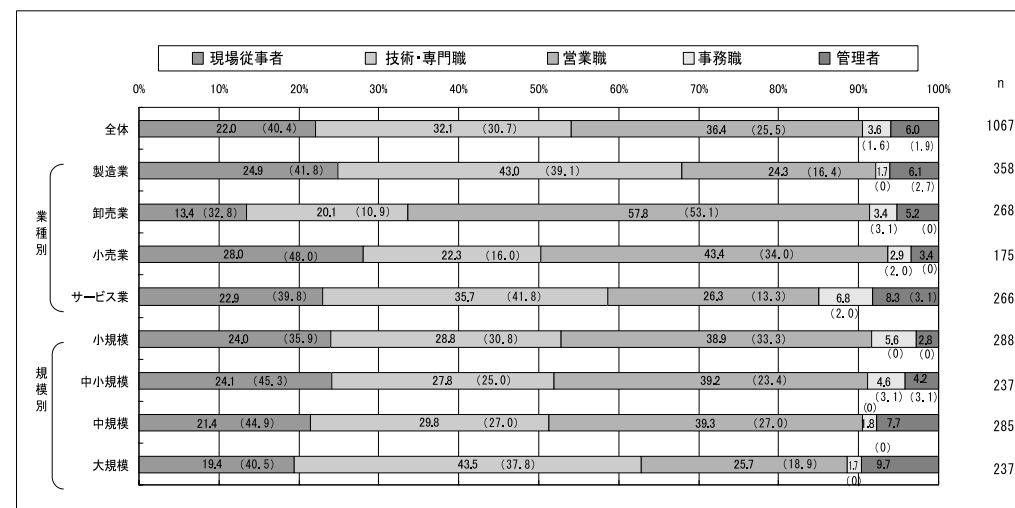 現場従事者 技術・専門職 営業職 事務職 管理者
0% 10% 20% 30% 40% 50% 60% 70% 80% 90% 100% n
全体 22.0 (40.4) 32.1 (30.7) 36.4 (25.5) 3.6 6.0 1067
(1.6) (1.9)
業種別
製造業 24.9 (41.8) 43.0 (39.1) 24.3 (16.4) 1.7 6.1 358
(0) (2.7)
卸売業 13.4 (32.8) 20.1 (10.9) 57.8 (53.1) 3.4 5.2 268
(3.1) (0)
小売業 28.0 (48.0) 22.3 (16.0) 43.4 (34.0) 2.9 3.4 175
(2.0) (0)
サービス業 22.9 (39.8) 35.7 (41.8) 26.3 (13.3) 6.8 8.3 (3.1) 266
(2.0)
規模別
小規模 24.0 (35.9) 28.8 (30.8) 38.9 (33.3) 5.6 2.8 288
(0) (0)
中小規模 24.1 (45.3) 27.8 (25.0) 39.2 (23.4) 4.6 4.2 237
(3.1) (3.1)
(0)
中規模 21.4 (44.9) 29.8 (27.0) 39.3 (27.0) 1.8 7.7 285
(0)
大規模 19.4 (40.5) 43.5 (37.8) 25.7 (18.9) 1.7 9.7 237
(0)